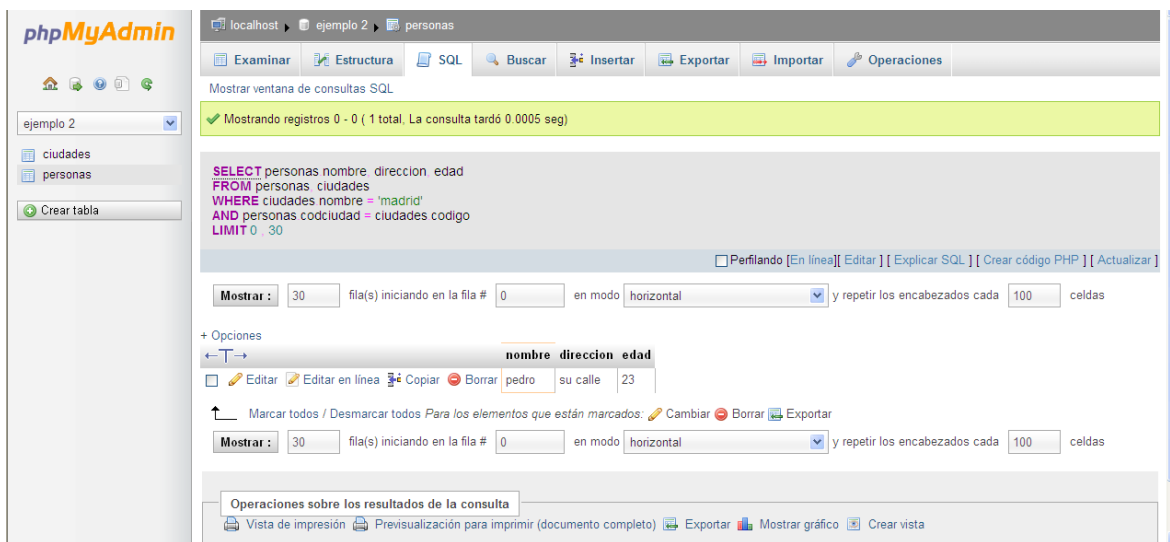 phpMyAdmin
localhost ▸ ejemplo 2 ▸ personas
Examinar Estructura SQL Buscar Insertar Exportar Importar Operaciones
Mostrar ventana de consultas SQL
ejemplo 2
ciudades
personas
Crear tabla
Mostrando registros 0 - 0 ( 1 total, La consulta tardó 0.0005 seg)
SELECT personas.nombre, direccion, edad
FROM personas, ciudades
WHERE ciudades.nombre = 'madrid'
AND personas.codciudad = ciudades.codigo
LIMIT 0 , 30
Perfilando [En línea][ Editar ] [ Explicar SQL ] [ Crear código PHP ] [ Actualizar ]
Mostrar : 30 fila(s) iniciando en la fila # 0 en modo horizontal y repetir los encabezados cada 100 celdas
+ Opciones
←T→ nombre direccion edad
Editar Editar en línea Copiar Borrar pedro su calle 23
Marcar todos / Desmarcar todos Para los elementos que están marcados: Cambiar Borrar Exportar
Mostrar : 30 fila(s) iniciando en la fila # 0 en modo horizontal y repetir los encabezados cada 100 celdas
Operaciones sobre los resultados de la consulta
Vista de impresión Previsualización para imprimir (documento completo) Exportar Mostrar gráfico Crear vista